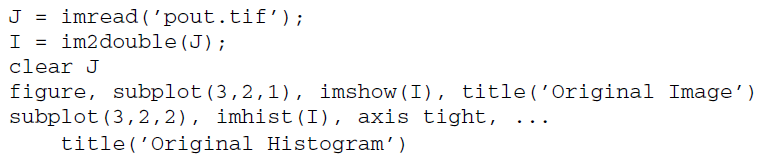 J = imread(’pout.tif’);
I = im2double(J);
clear J
figure, subplot(3,2,1), imshow(I), title(’Original Image’)
subplot(3,2,2), imhist(I), axis tight, ...
    title(’Original Histogram’)